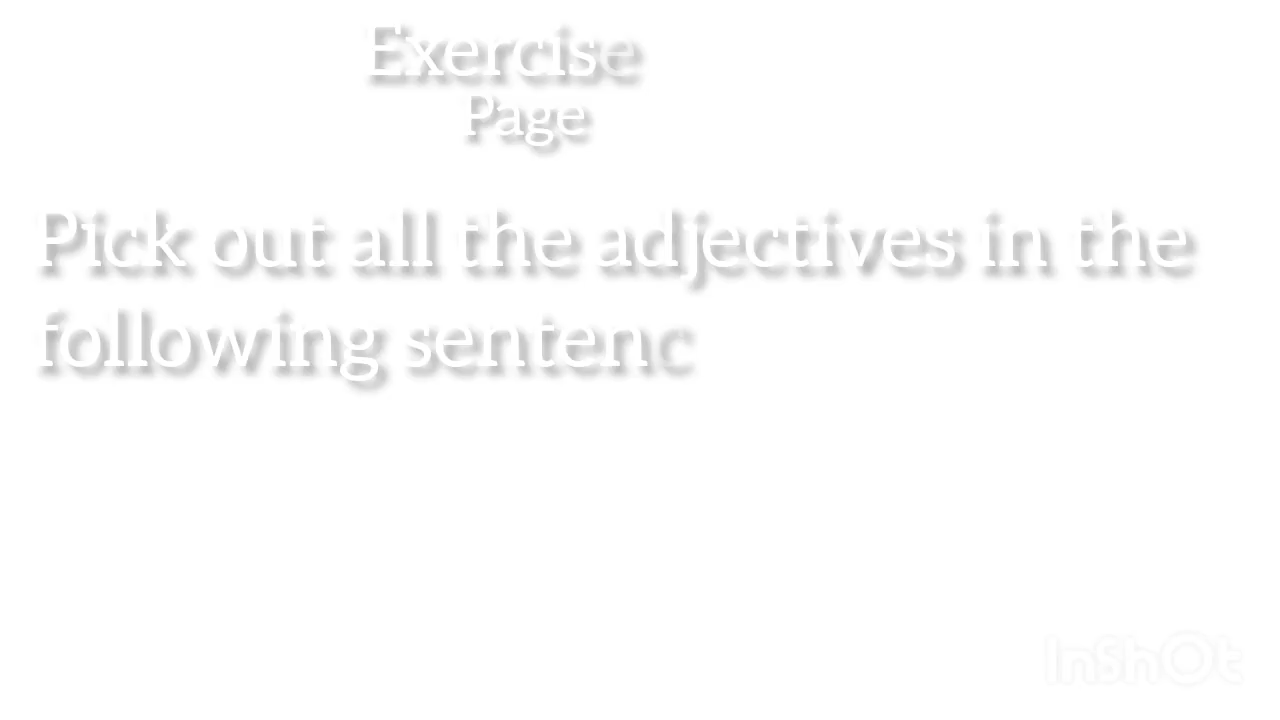 Exercise
Page
Pick out all the adjectives in the
following sentenc
InShOt